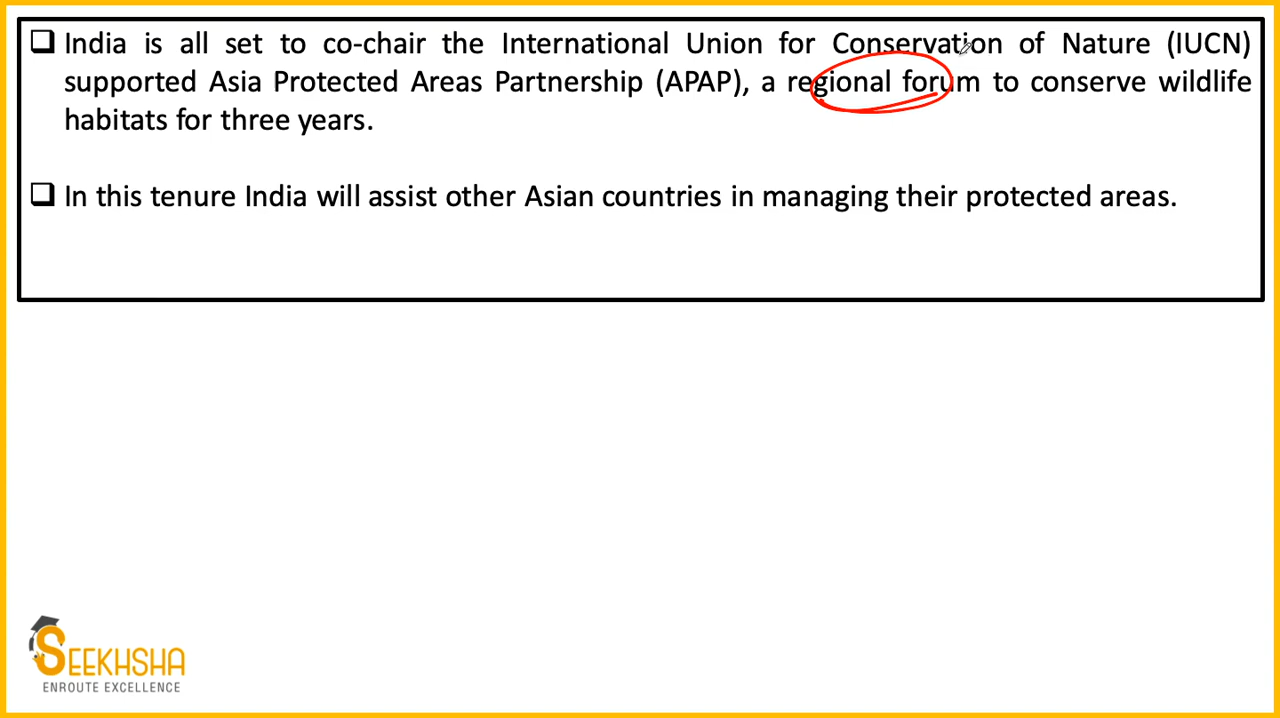 ❑ India is all set to co-chair the International Union for Conservation of Nature (IUCN)
supported Asia Protected Areas Partnership (APAP), a regional forum to conserve wildlife
habitats for three years.
❑ In this tenure India will assist other Asian countries in managing their protected areas.
SEEKHSHA
ENROUTE EXCELLENCE